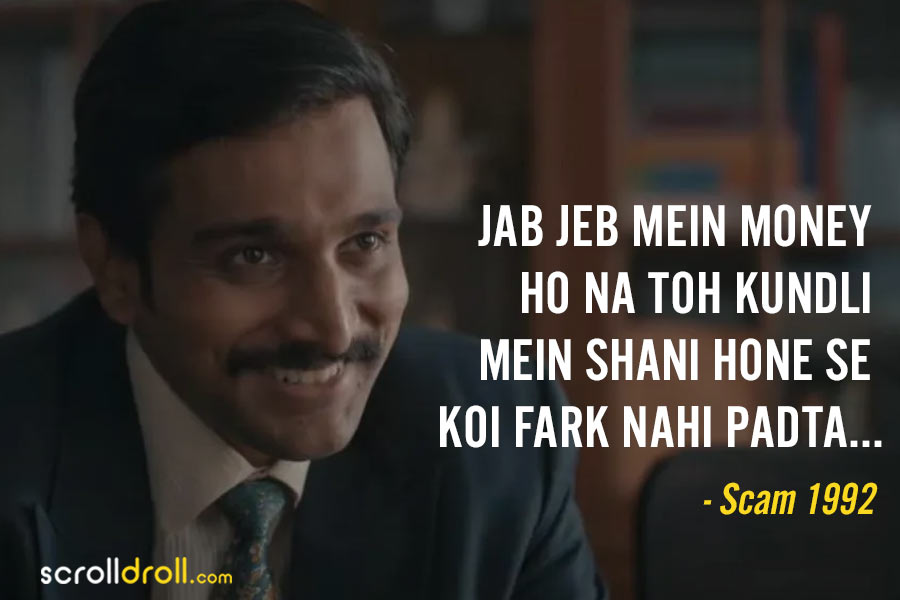 JAB JEB MEIN MONEY
HO NA TOH KUNDLI
MEIN SHANI HONE SE
KOI FARK NAHI PADTA...
- Scam 1992
scrolldroll.com